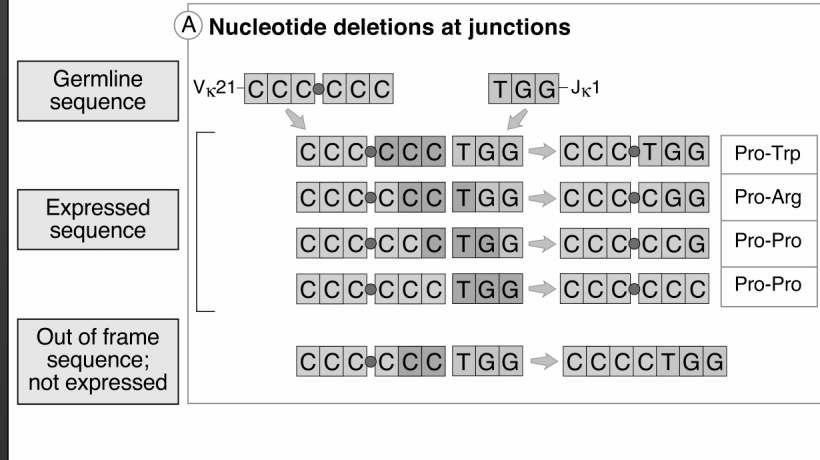 A Nucleotide deletions at junctions
Germline
sequence
Vκ21 C C C • C C C T G G Jκ1
C C C • C C C T G G C C C • T G G Pro-Trp
Expressed
sequence
C C C • C C C T G G C C C • C G G Pro-Arg
C C C • C C C T G G C C C • C C G Pro-Pro
C C C • C C C T G G C C C • C C C Pro-Pro
Out of frame
sequence;
not expressed
C C C • C C C T G G C C C C T G G